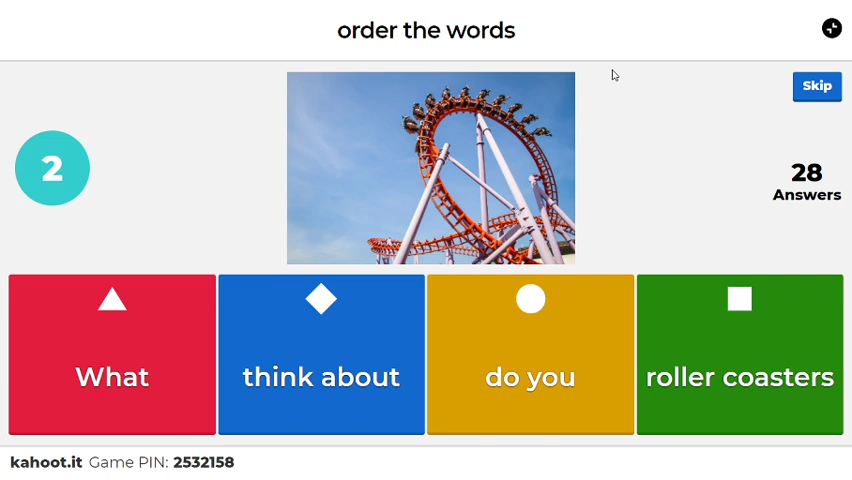 order the words
Skip
2
28
Answers
What
think about
do you
roller coasters
kahoot.it Game PIN: 2532158